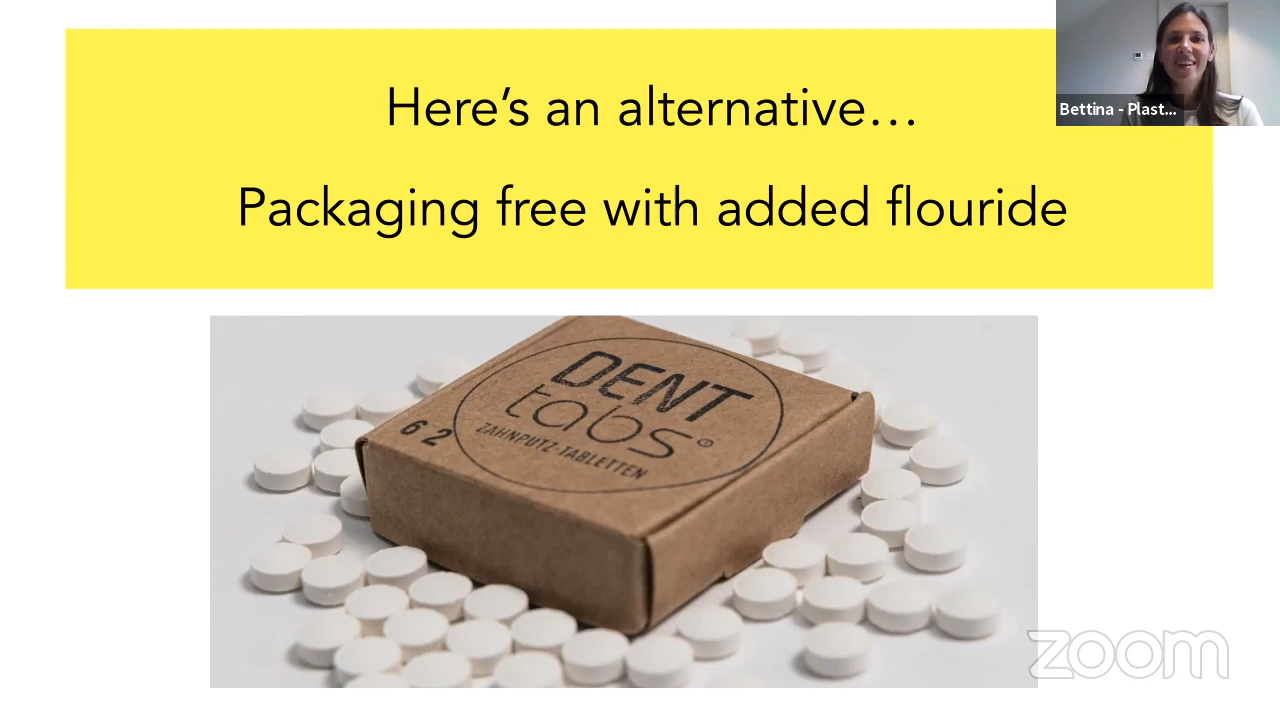 Here's an alternative...
Packaging free with added flouride
Bettina - Plast...
DENT
tabs
ZAHNPUTZ-TABLETTEN
62
zoom